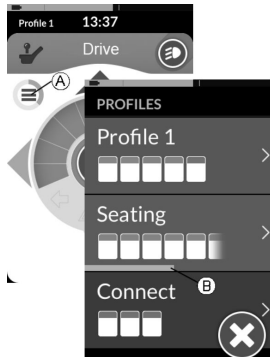 Profile 1 13:37
Drive
A
PROFILES
Profile 1
Seating
B
Connect